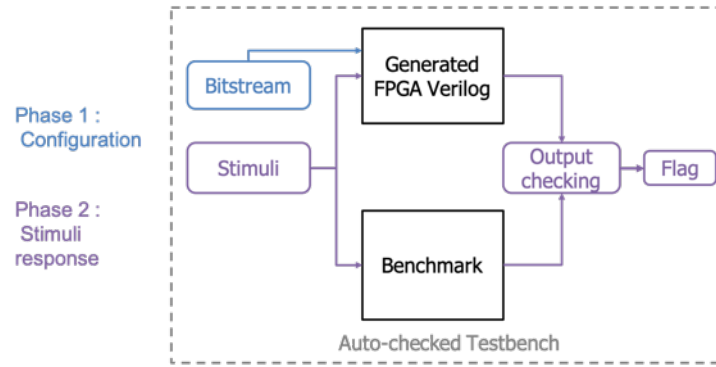 Phase 1 :
Configuration
Phase 2 :
Stimuli
response
Bitstream
Stimuli
Generated
FPGA Verilog
Benchmark
Output
checking
Flag
Auto-checked Testbench